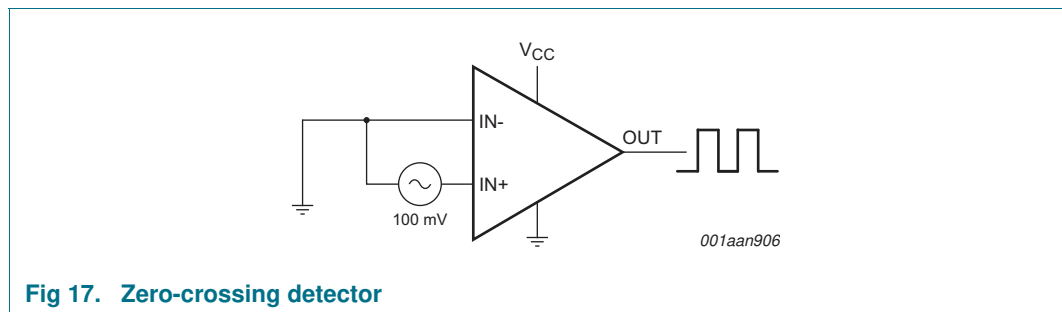 VCC
IN-
OUT
IN+
100 mV
001aan906
Fig 17. Zero-crossing detector